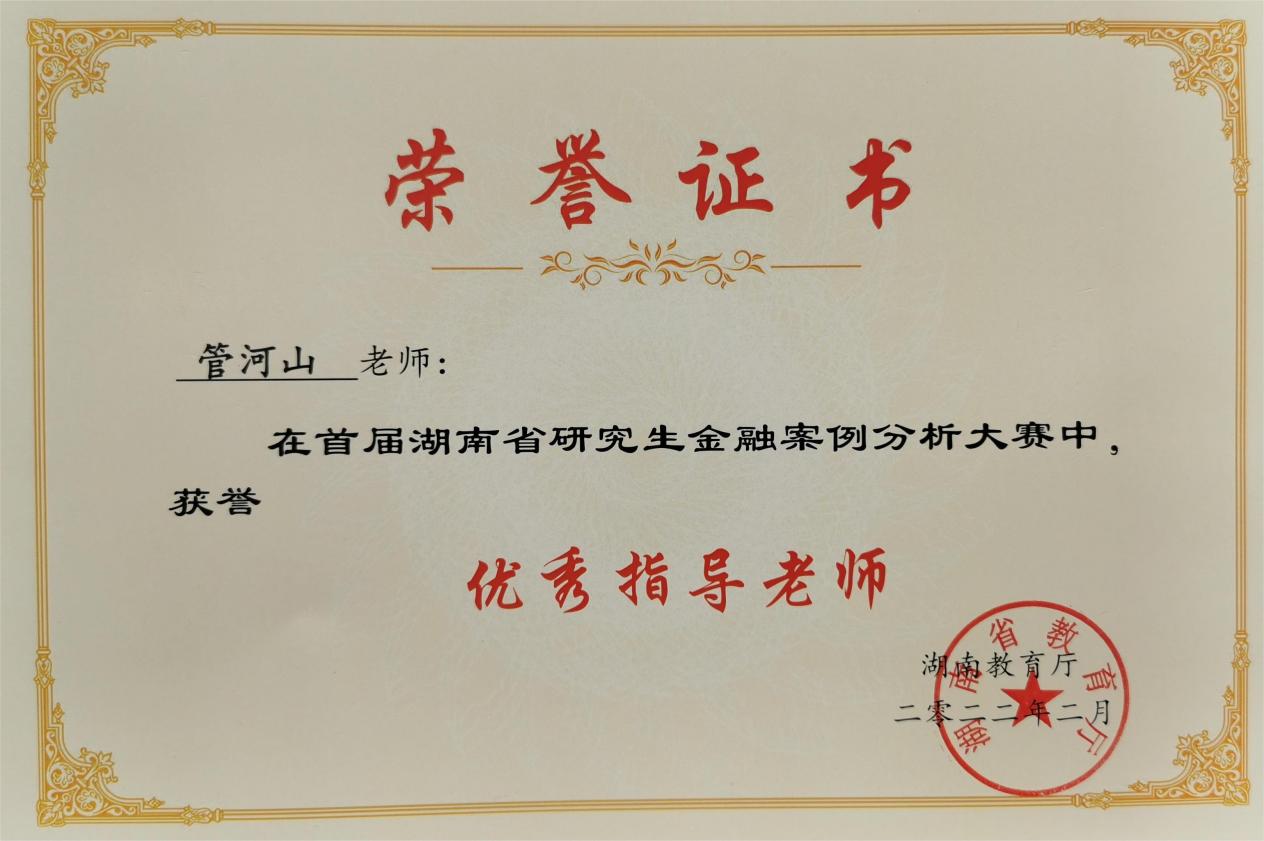 荣誉证书
管河山 老师：
在首届湖南省研究生金融案例分析大赛中，
获誉
优秀指导老师
湖南教育厅
二零二二年二月
湖南省教育厅